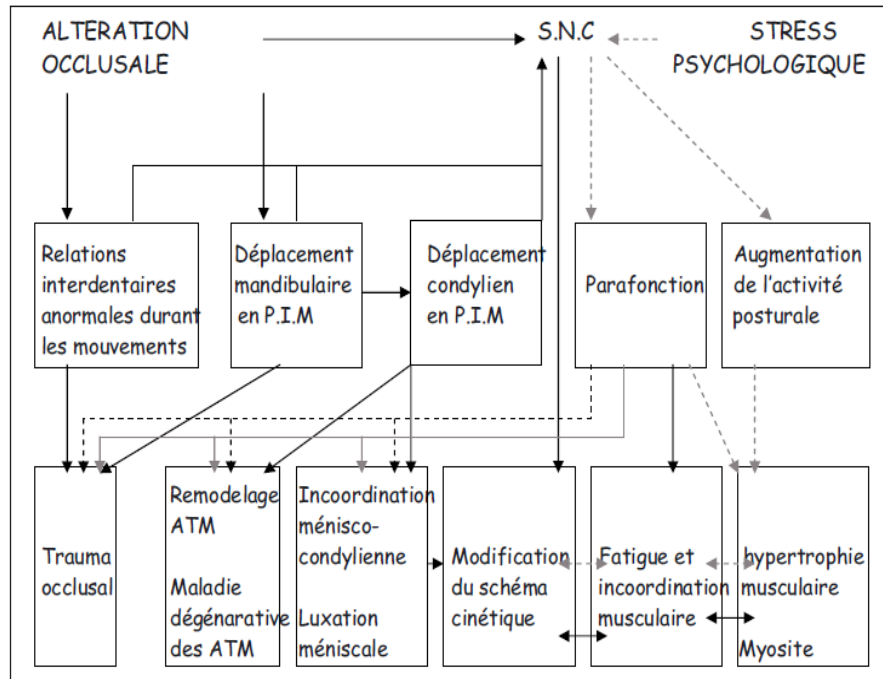 ALTERATION
OCCLUSALE
S.N.C
STRESS
PSYCHOLOGIQUE
Relations
interdentaires
anormales durant
les mouvements
Déplacement
mandibulaire
en P.I.M
Déplacement
condylien
en P.I.M
Parafonction
Augmentation
de l'activité
posturale
Trauma
occlusal
Remodelage
ATM
Maladie
dégénarative
des ATM
Incoordination
ménisco-
condylienne
Luxation
méniscale
Modification
du schéma
cinétique
Fatigue et
incoordination
musculaire
hypertrophie
musculaire
Myosite